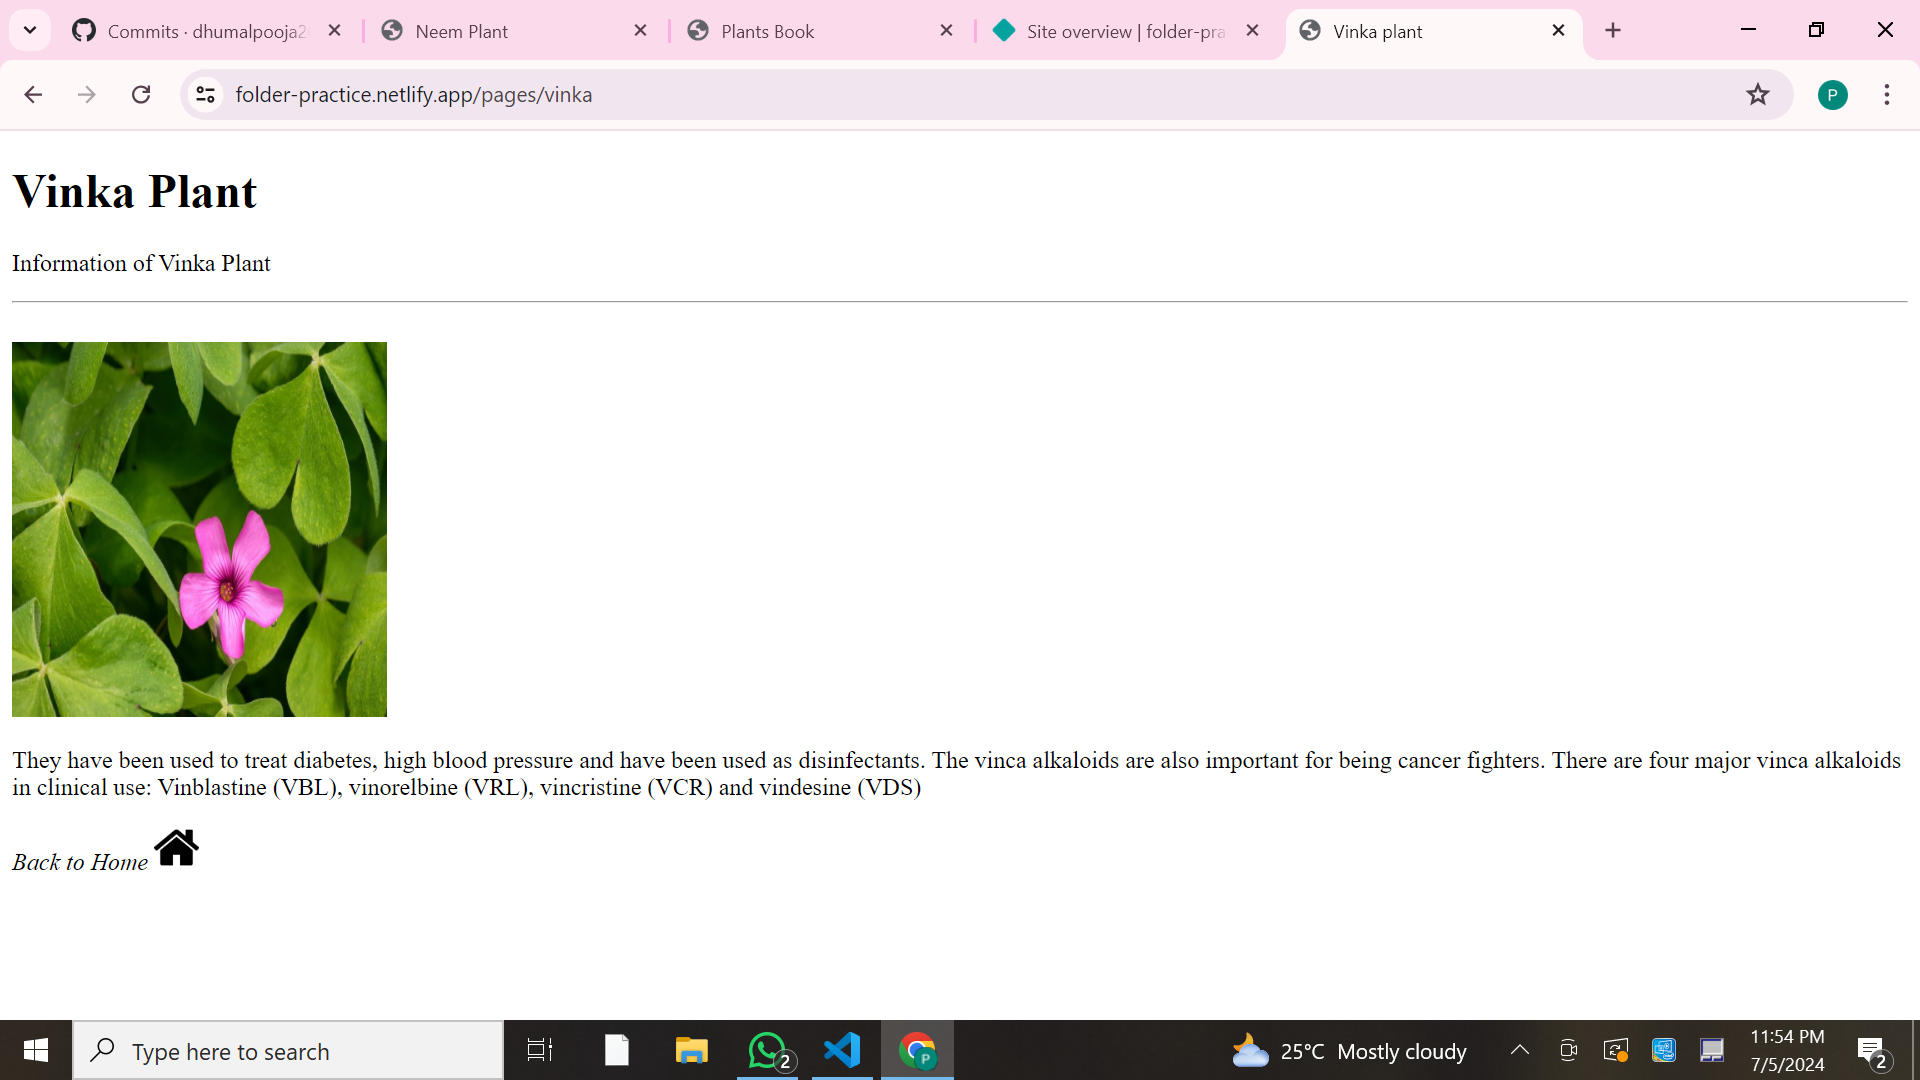 Commits · dhumalpooja2
Neem Plant
Plants Book
Site overview | folder-pra
Vinka plant
folder-practice.netlify.app/pages/vinka
P
Vinka Plant
Information of Vinka Plant
They have been used to treat diabetes, high blood pressure and have been used as disinfectants. The vinca alkaloids are also important for being cancer fighters. There are four major vinca alkaloids
in clinical use: Vinblastine (VBL), vinorelbine (VRL), vincristine (VCR) and vindesine (VDS)
Back to Home
Type here to search
2
P
25°C Mostly cloudy
11:54 PM
7/5/2024
2